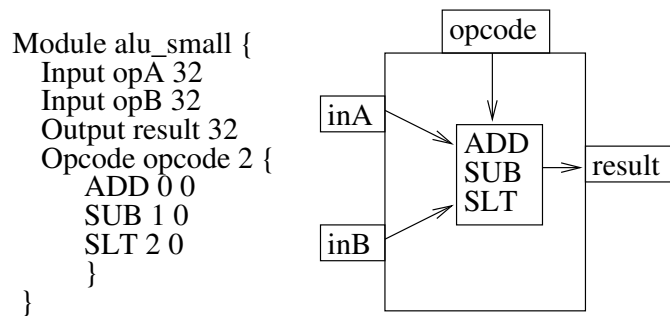 Module alu_small {
Input opA 32
Input opB 32
Output result 32
Opcode opcode 2 {
ADD 0 0
SUB 1 0
SLT 2 0
}
}
opcode
inA
ADD
SUB
SLT
result
inB